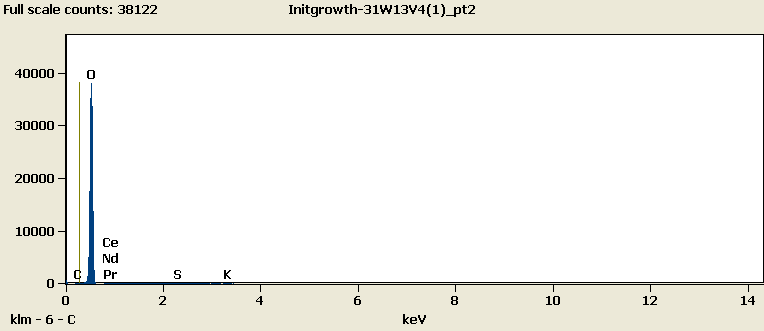 Full scale counts: 38122 Initgrowth-31W13V4(1)_pt2
40000
30000
20000
10000
0
O
Ce
Nd
C Pr S K
0 2 4 6 8 10 12 14
klm - 6 - C keV